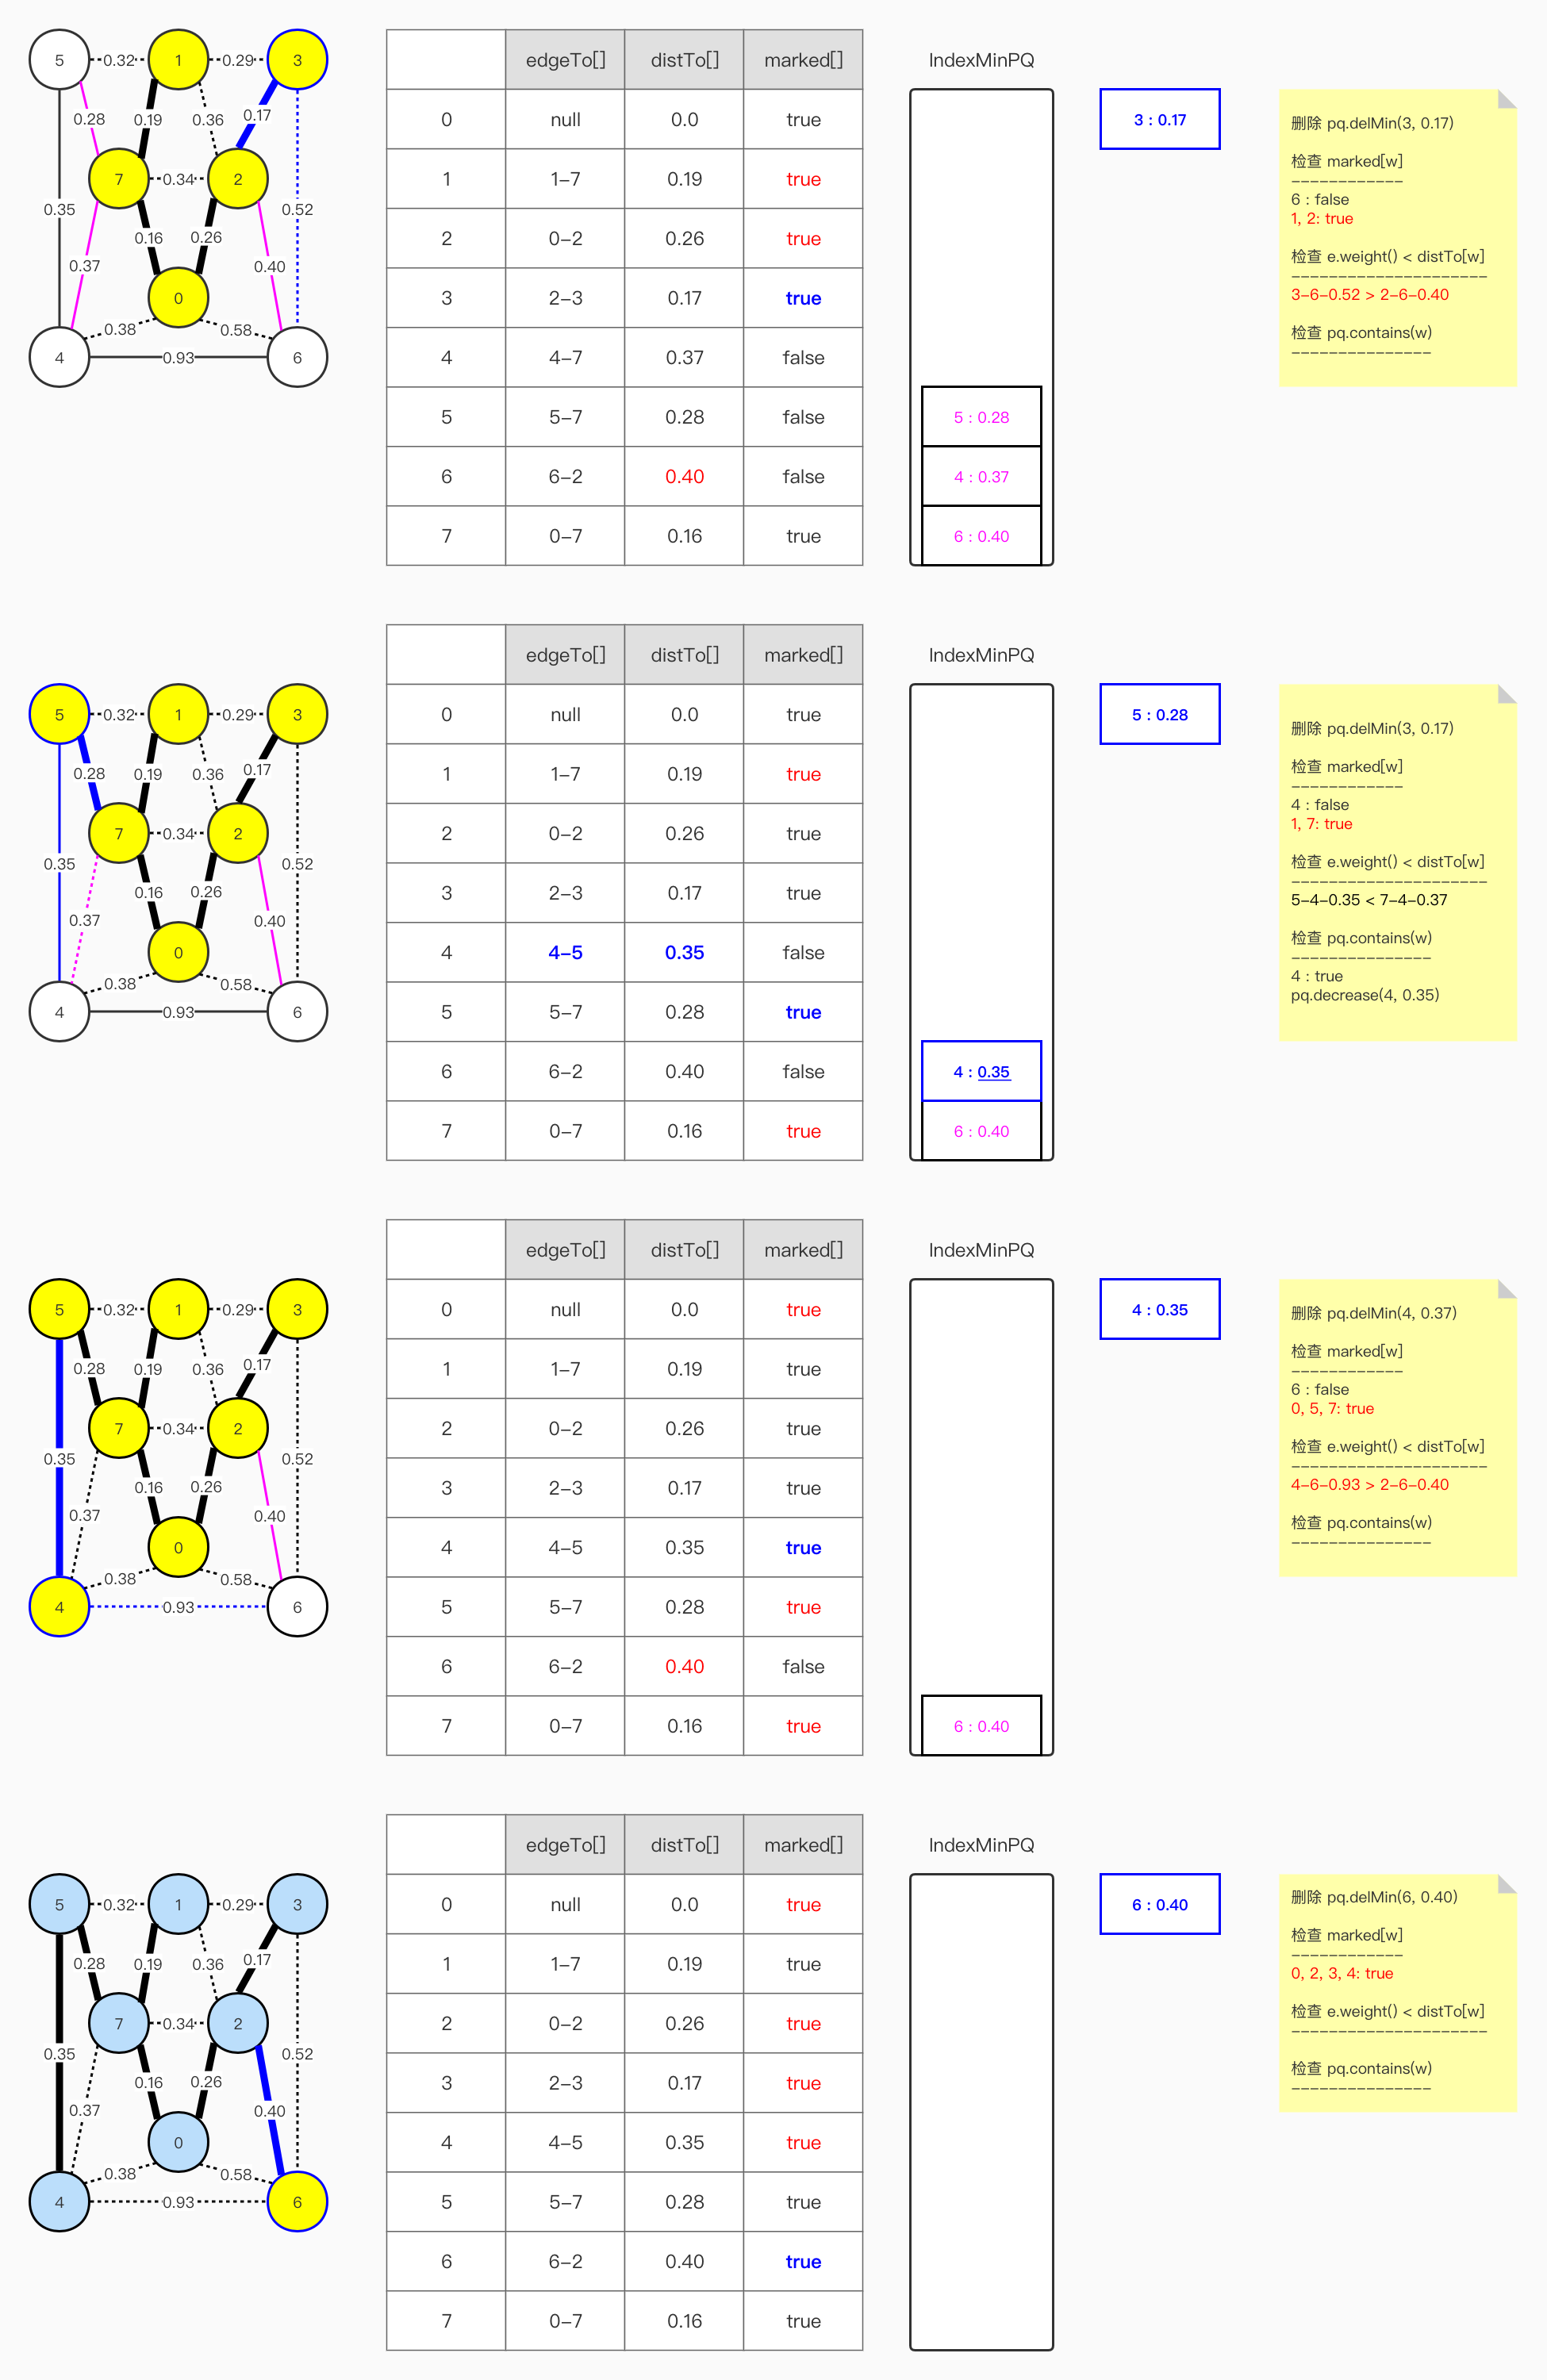 5 0.32 1 0.29 3
0.28 0.19 0.36 0.17
7 0.34 2
0.35 0.52
0.16 0.26
0.37 0.40
0
0.38 0.58
4 0.93 6
edgeTo[] distTo[] marked[]
0 null 0.0 true
1 1–7 0.19 true
2 0–2 0.26 true
3 2–3 0.17 true
4 4–7 0.37 false
5 5–7 0.28 false
6 6–2 0.40 false
7 0–7 0.16 true
IndexMinPQ
5 : 0.28
4 : 0.37
6 : 0.40
3 : 0.17
删除 pq.delMin(3, 0.17)
检查 marked[w]
––––––––––––
6 : false
1, 2: true
检查 e.weight() < distTo[w]
–––––––––––––––––––––
3–6–0.52 > 2–6–0.40
检查 pq.contains(w)
–––––––––––––––
5 0.32 1 0.29 3
0.28 0.19 0.36 0.17
7 0.34 2
0.35 0.52
0.16 0.26
0.37 0.40
0
0.38 0.58
4 0.93 6
edgeTo[] distTo[] marked[]
0 null 0.0 true
1 1–7 0.19 true
2 0–2 0.26 true
3 2–3 0.17 true
4 4–5 0.35 false
5 5–7 0.28 true
6 6–2 0.40 false
7 0–7 0.16 true
IndexMinPQ
4 : 0.35
6 : 0.40
5 : 0.28
删除 pq.delMin(3, 0.17)
检查 marked[w]
––––––––––––
4 : false
1, 7: true
检查 e.weight() < distTo[w]
–––––––––––––––––––––
5–4–0.35 < 7–4–0.37
检查 pq.contains(w)
–––––––––––––––
4 : true
pq.decrease(4, 0.35)
5 0.32 1 0.29 3
0.28 0.19 0.36 0.17
7 0.34 2
0.35 0.52
0.16 0.26
0.37 0.40
0
0.38 0.58
4 0.93 6
edgeTo[] distTo[] marked[]
0 null 0.0 true
1 1–7 0.19 true
2 0–2 0.26 true
3 2–3 0.17 true
4 4–5 0.35 true
5 5–7 0.28 true
6 6–2 0.40 false
7 0–7 0.16 true
IndexMinPQ
6 : 0.40
4 : 0.35
删除 pq.delMin(4, 0.37)
检查 marked[w]
––––––––––––
6 : false
0, 5, 7: true
检查 e.weight() < distTo[w]
–––––––––––––––––––––
4–6–0.93 > 2–6–0.40
检查 pq.contains(w)
–––––––––––––––
5 0.32 1 0.29 3
0.28 0.19 0.36 0.17
7 0.34 2
0.35 0.52
0.16 0.26
0.37 0.40
0
0.38 0.58
4 0.93 6
edgeTo[] distTo[] marked[]
0 null 0.0 true
1 1–7 0.19 true
2 0–2 0.26 true
3 2–3 0.17 true
4 4–5 0.35 true
5 5–7 0.28 true
6 6–2 0.40 true
7 0–7 0.16 true
IndexMinPQ
6 : 0.40
删除 pq.delMin(6, 0.40)
检查 marked[w]
––––––––––––
0, 2, 3, 4: true
检查 e.weight() < distTo[w]
–––––––––––––––––––––
检查 pq.contains(w)
–––––––––––––––